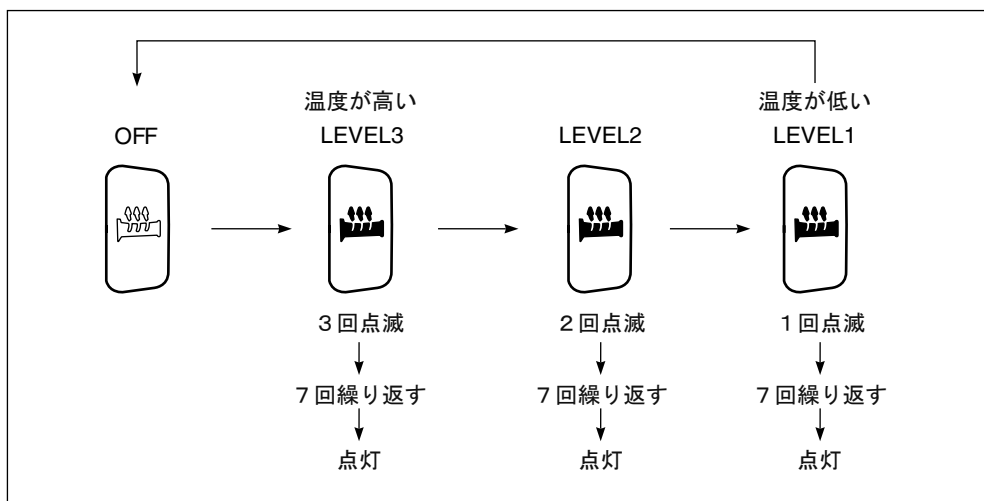 温度が高い
温度が低い
OFF
LEVEL3
LEVEL2
LEVEL1
3回点滅
2回点滅
1回点滅
7回繰り返す
7回繰り返す
7回繰り返す
点灯
点灯
点灯